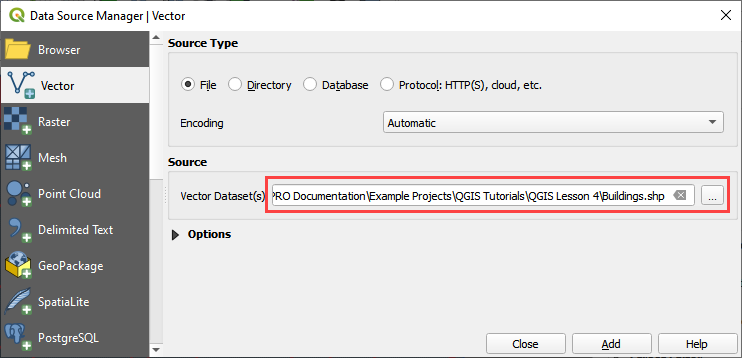 Data Source Manager | Vector
Browser
Vector
Raster
Mesh
Point Cloud
Delimited Text
GeoPackage
SpatiaLite
PostgreSQL
Source Type
File
Directory
Database
Protocol: HTTP(S), cloud, etc.
Encoding
Automatic
Source
Vector Dataset(s)
PRO Documentation\Example Projects\QGIS Tutorials\QGIS Lesson 4\Buildings.shp
...
Options
Close
Add
Help